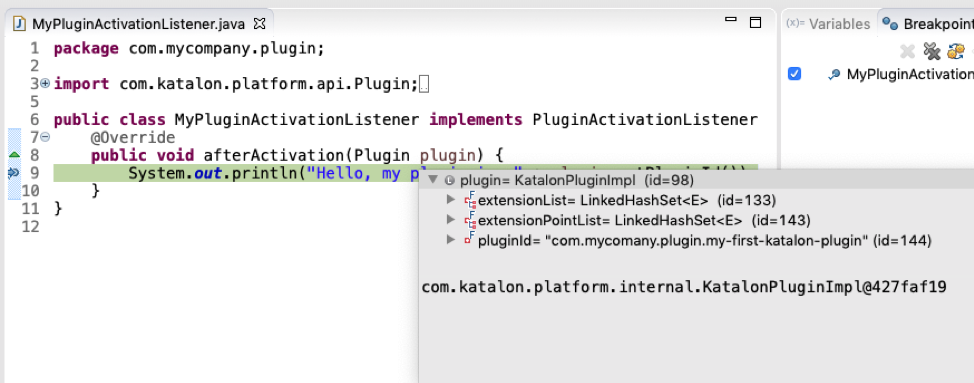 MyPluginActivationListener.java
(x)= Variables
Breakpoint
1 package com.mycompany.plugin;
2
3 import com.katalon.platform.api.Plugin;
5
6 public class MyPluginActivationListener implements PluginActivationListener
7 @Override
8 public void afterActivation(Plugin plugin) {
9 System.out.println("Hello, my p
10 }
11 }
12
MyPluginActivation
plugin= KatalonPluginImpl (id=98)
extensionList= LinkedHashSet<E> (id=133)
extensionPointList= LinkedHashSet<E> (id=143)
pluginId= "com.mycomany.plugin.my-first-katalon-plugin" (id=144)
com.katalon.platform.internal.KatalonPluginImpl@427faf19